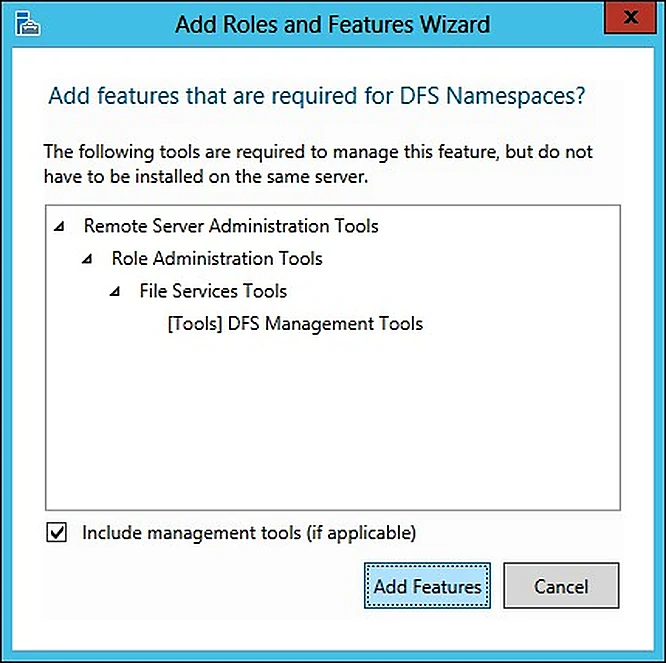 Add Roles and Features Wizard
x
Add features that are required for DFS Namespaces?
The following tools are required to manage this feature, but do not
have to be installed on the same server.
Remote Server Administration Tools
Role Administration Tools
File Services Tools
[Tools] DFS Management Tools
Include management tools (if applicable)
Add Features
Cancel